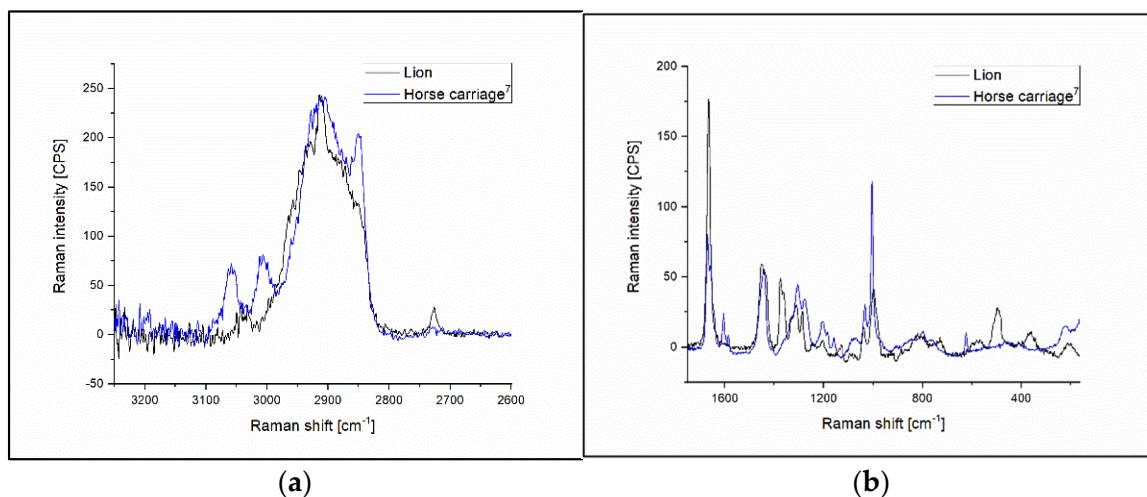 Lion
Horse carriage⁷
250
200
150
100
50
0
-50
Raman intensity [CPS]
3200 3100 3000 2900 2800 2700 2600
Raman shift [cm⁻¹]
(a)
Lion
Horse carriage⁷
200
150
100
50
0
Raman intensity [CPS]
1600 1200 800 400
Raman shift [cm⁻¹]
(b)